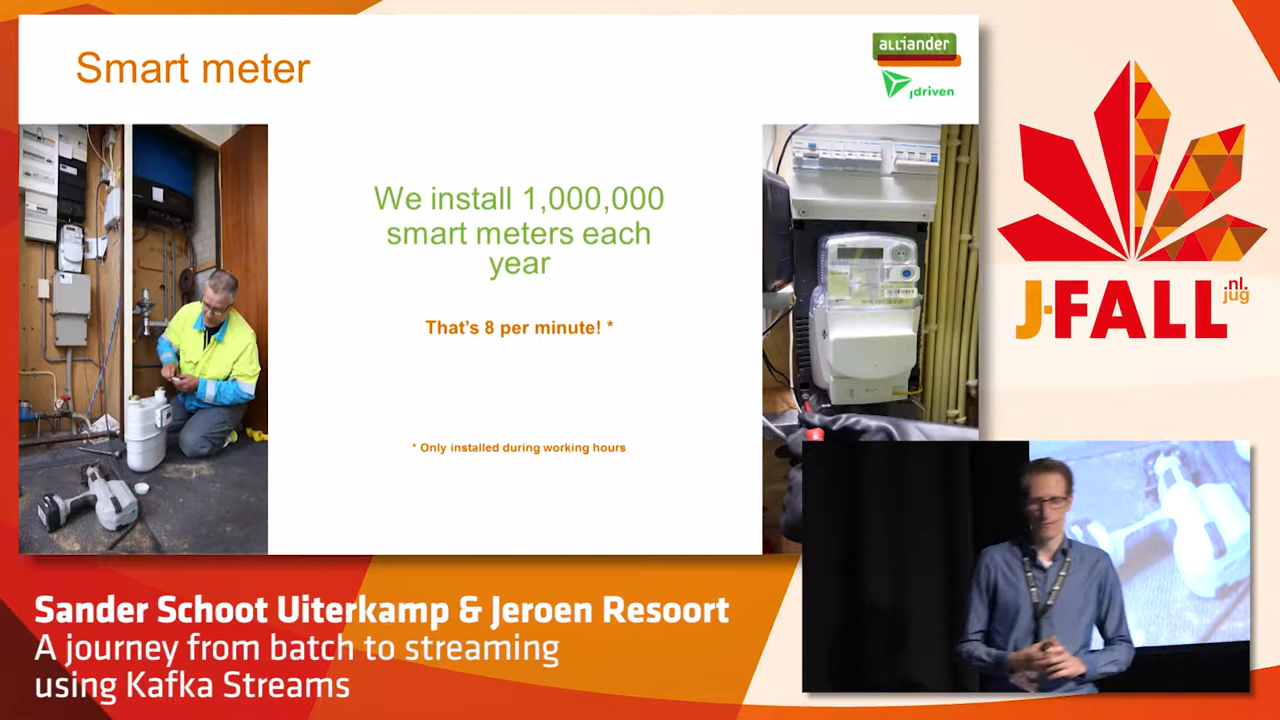 Smart meter
alliander
jdriven
We install 1,000,000
smart meters each
year
That's 8 per minute! *
* Only installed during working hours
J-FALL
.nl.
jug
Sander Schoot Uiterkamp & Jeroen Resoort
A journey from batch to streaming
using Kafka Streams